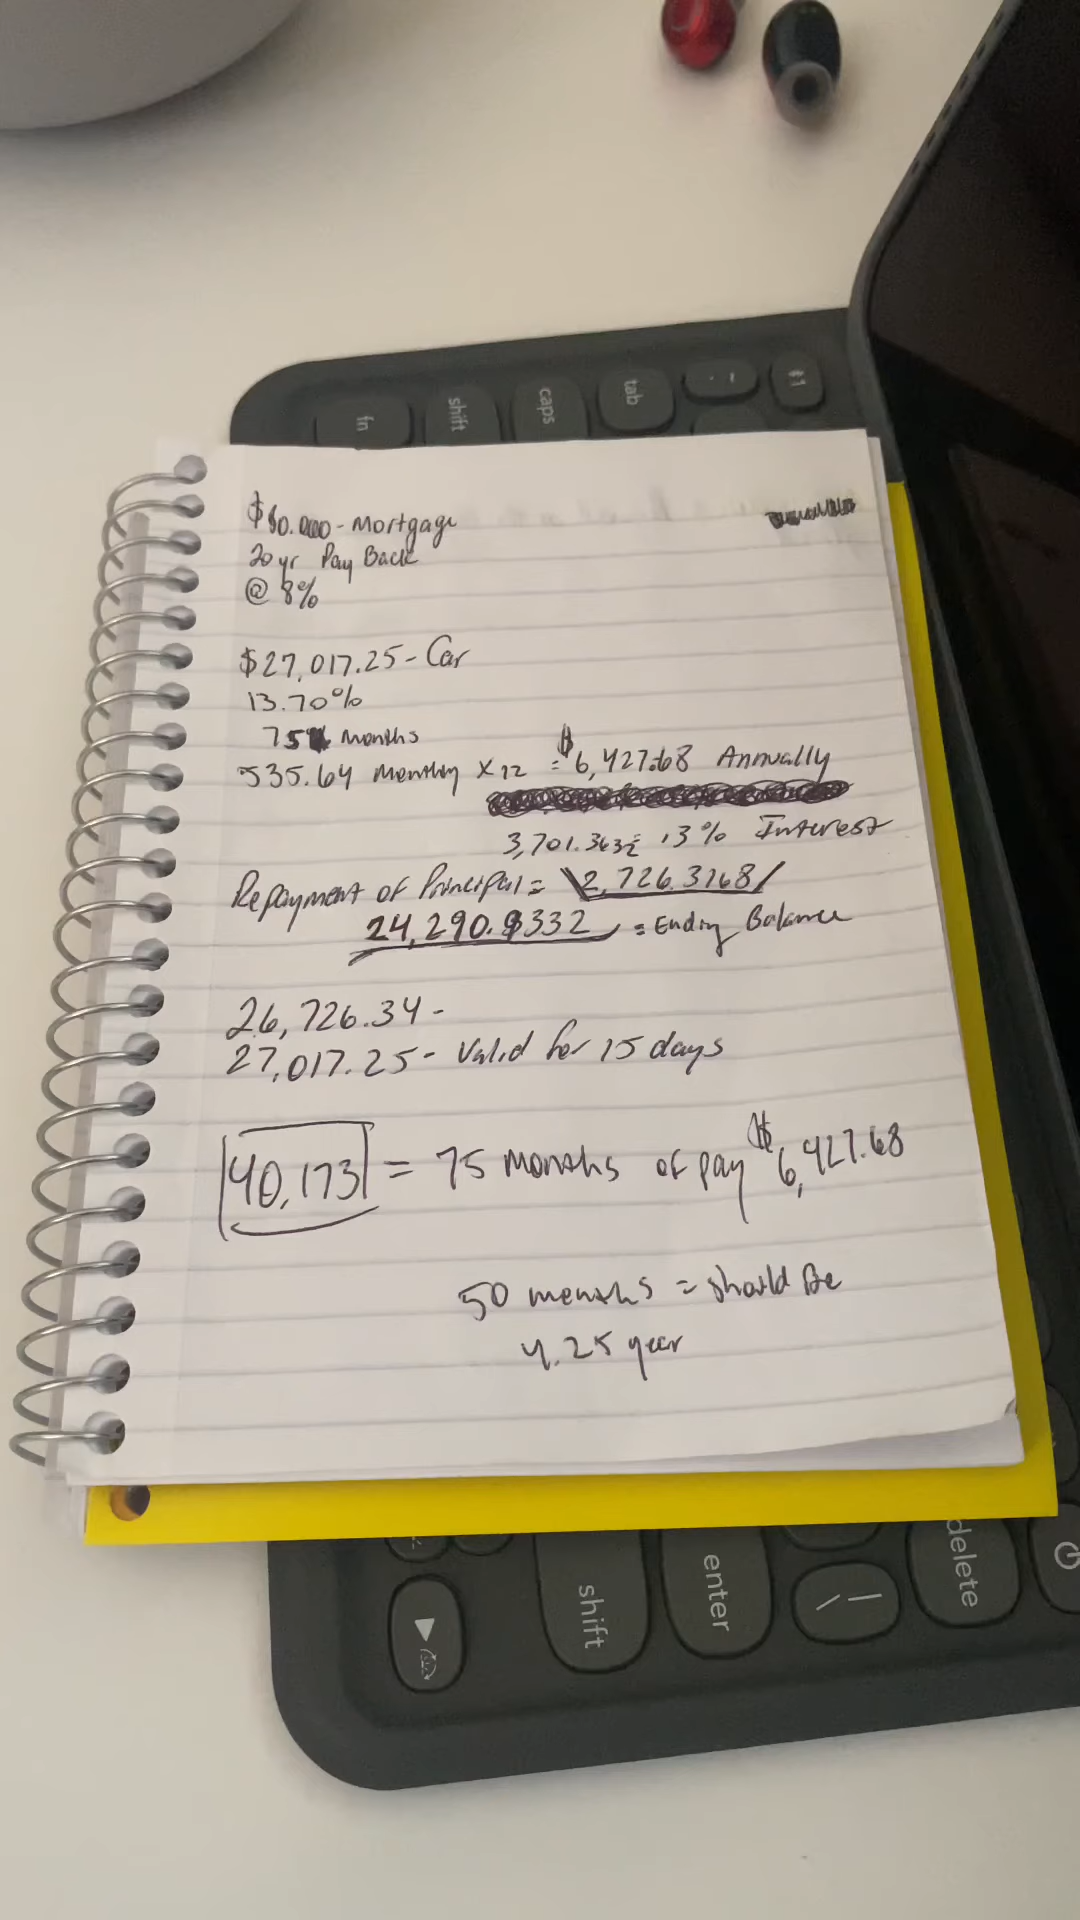 fn
shift
caps
tab
$80.000 - Mortgage
20 yr Pay Back
@ 8%
$27,017.25 - Car
13.70%
75 Months
535.64 Monthly x 12 = $6,427.68 Annually
3,701.3632 13% Interest
Repayment of Principal = 2,726.3168
24,290.9332 = Ending Balance
26,726.34 -
27,017.25 - Valid for 15 days
40,173 = 75 Months of pay $6,427.68
50 months = should be
4.25 year
shift
enter
delete